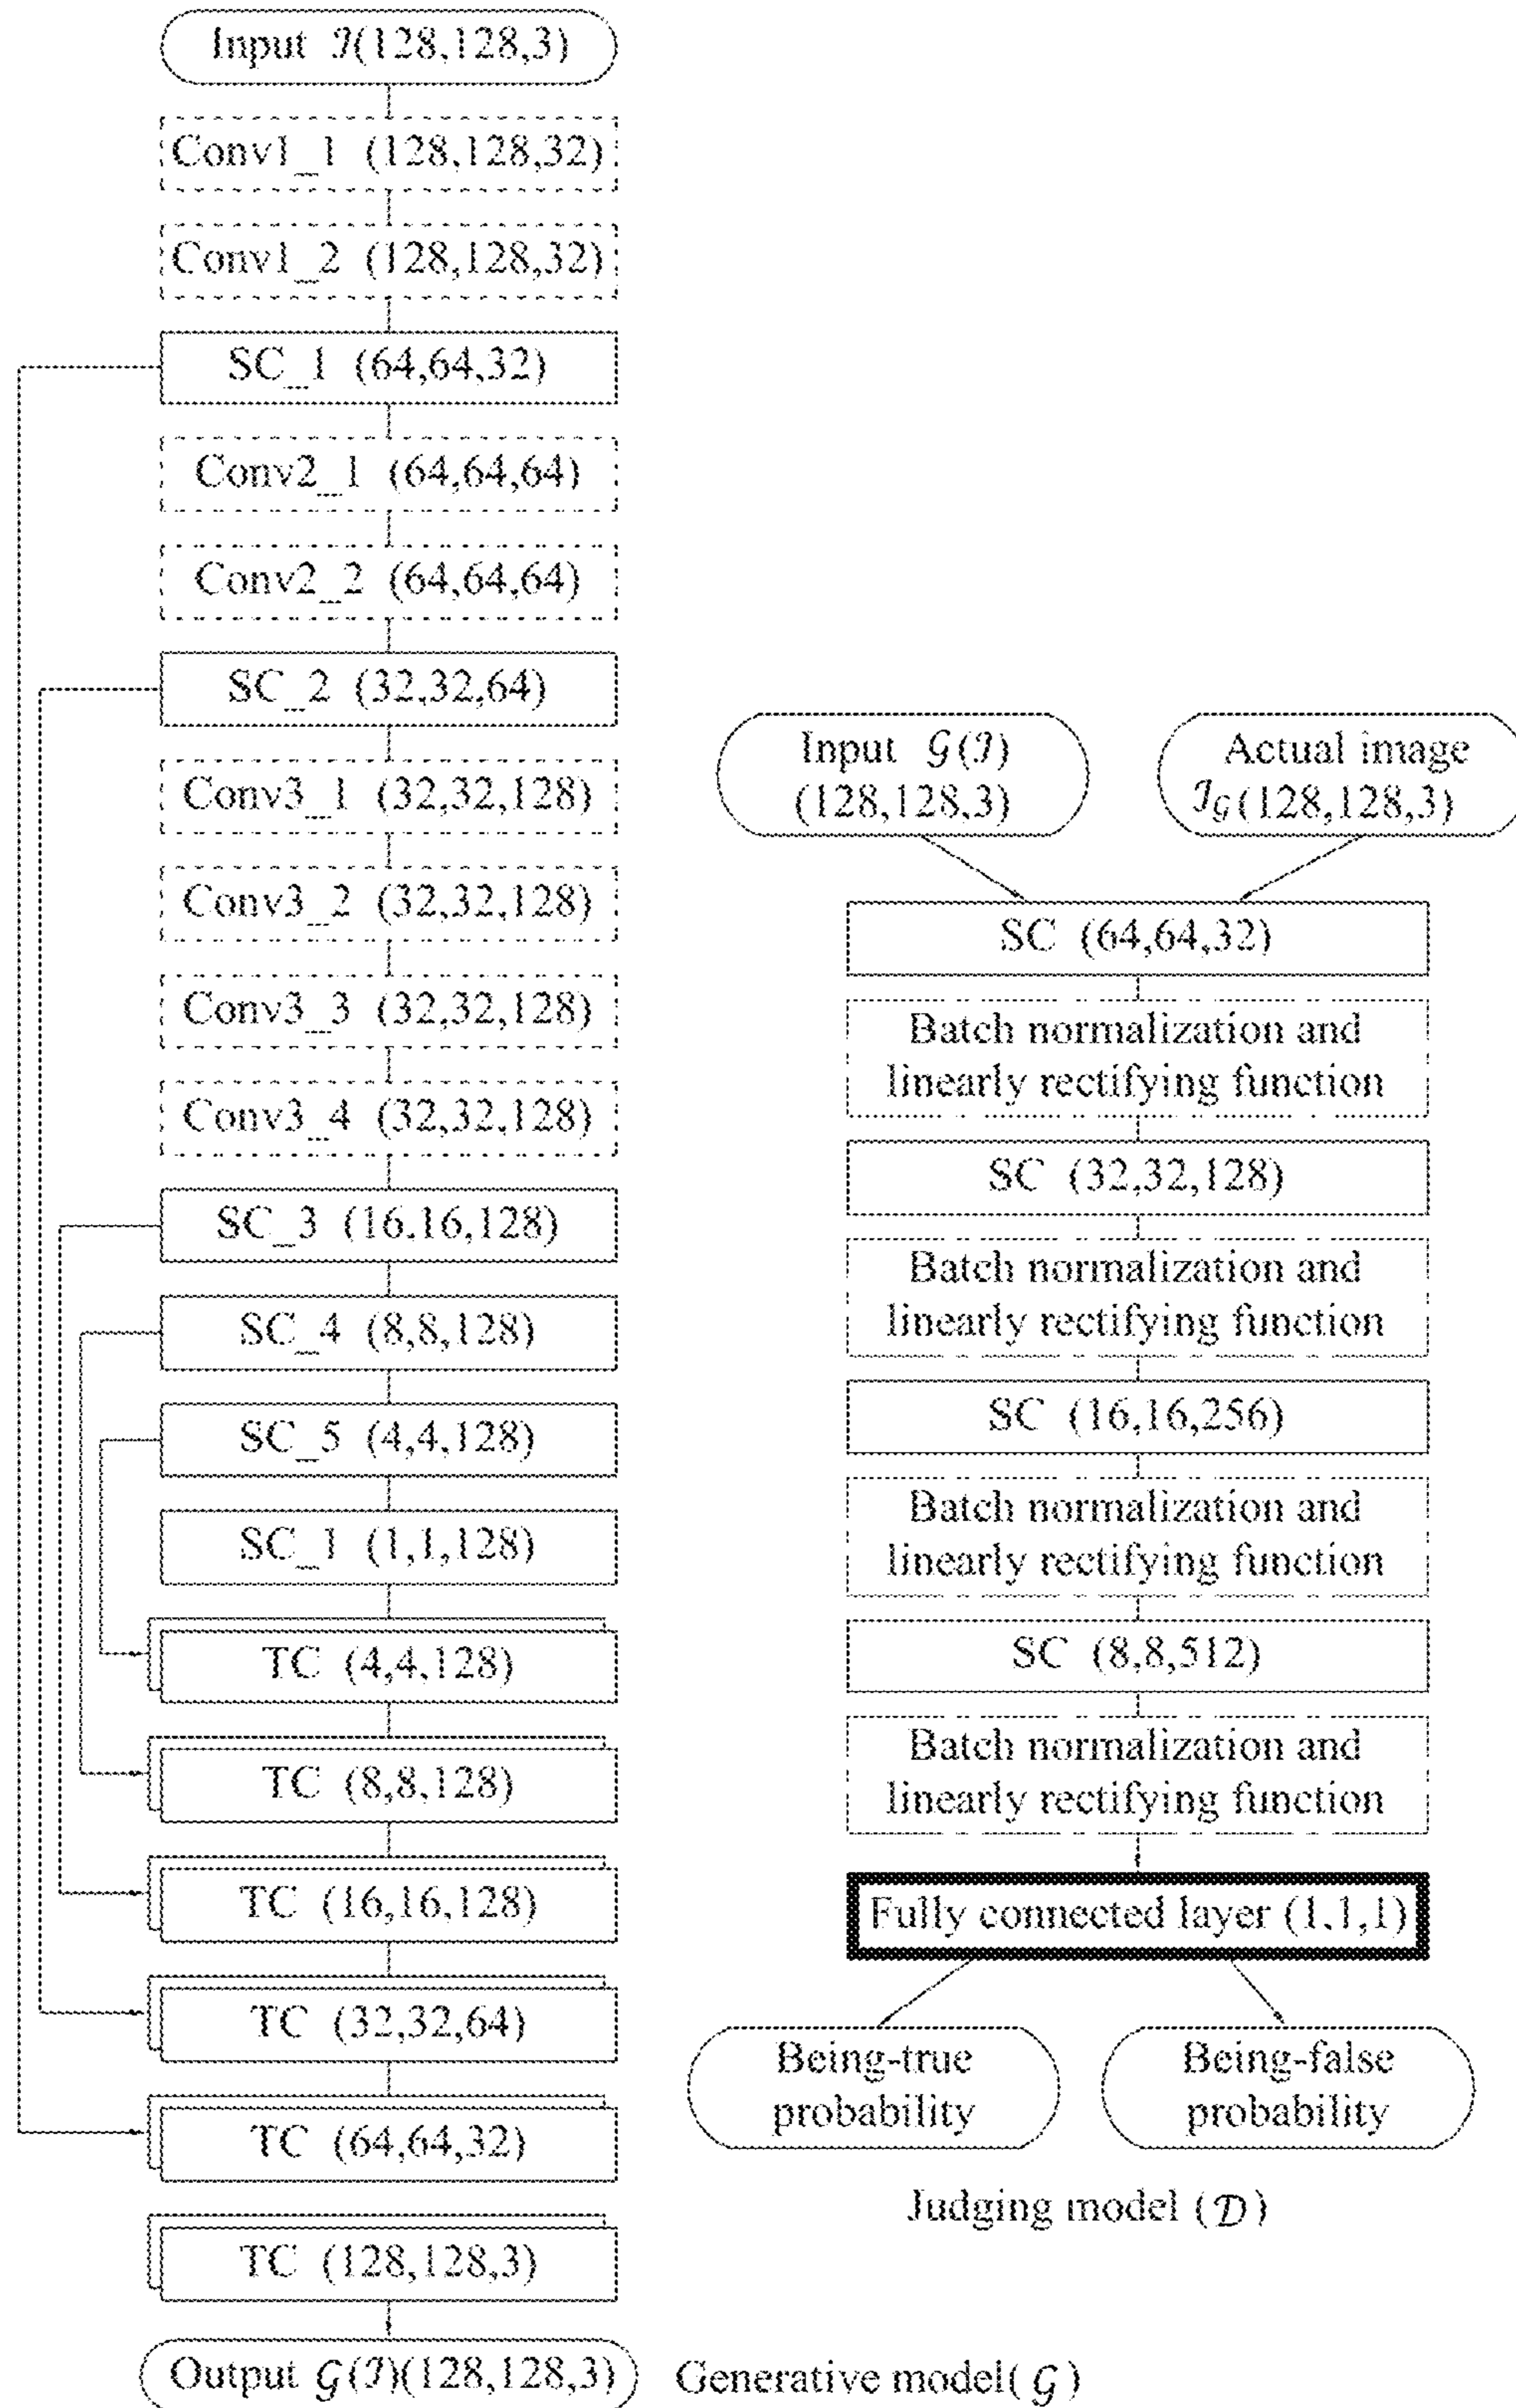 Input ℐ(128,128,3)
Conv1_1 (128,128,32)
Conv1_2 (128,128,32)
SC_1 (64,64,32)
Conv2_1 (64,64,64)
Conv2_2 (64,64,64)
SC_2 (32,32,64)
Conv3_1 (32,32,128)
Conv3_2 (32,32,128)
Conv3_3 (32,32,128)
Conv3_4 (32,32,128)
SC_3 (16,16,128)
SC_4 (8,8,128)
SC_5 (4,4,128)
SC_1 (1,1,128)
TC (4,4,128)
TC (8,8,128)
TC (16,16,128)
TC (32,32,64)
TC (64,64,32)
TC (128,128,3)
Output 𝒢(ℐ)(128,128,3)
Generative model(𝒢)
Input 𝒢(ℐ)
(128,128,3)
Actual image
ℐ𝒢(128,128,3)
SC (64,64,32)
Batch normalization and
linearly rectifying function
SC (32,32,128)
Batch normalization and
linearly rectifying function
SC (16,16,256)
Batch normalization and
linearly rectifying function
SC (8,8,512)
Batch normalization and
linearly rectifying function
Fully connected layer (1,1,1)
Being-true
probability
Being-false
probability
Judging model (𝒟)